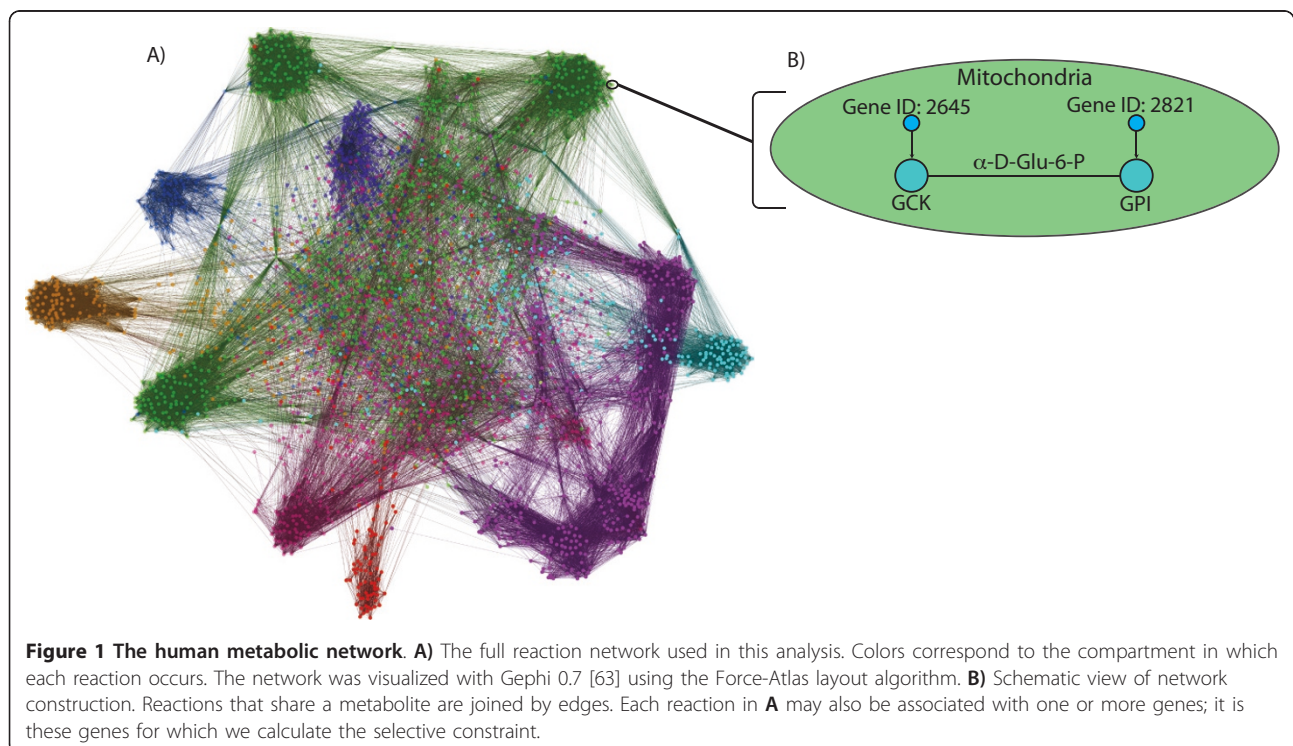 A)
B)
Mitochondria
Gene ID: 2645
Gene ID: 2821
α-D-Glu-6-P
GCK
GPI
Figure 1 The human metabolic network. A) The full reaction network used in this analysis. Colors correspond to the compartment in which
each reaction occurs. The network was visualized with Gephi 0.7 [63] using the Force-Atlas layout algorithm. B) Schematic view of network
construction. Reactions that share a metabolite are joined by edges. Each reaction in A may also be associated with one or more genes; it is
these genes for which we calculate the selective constraint.